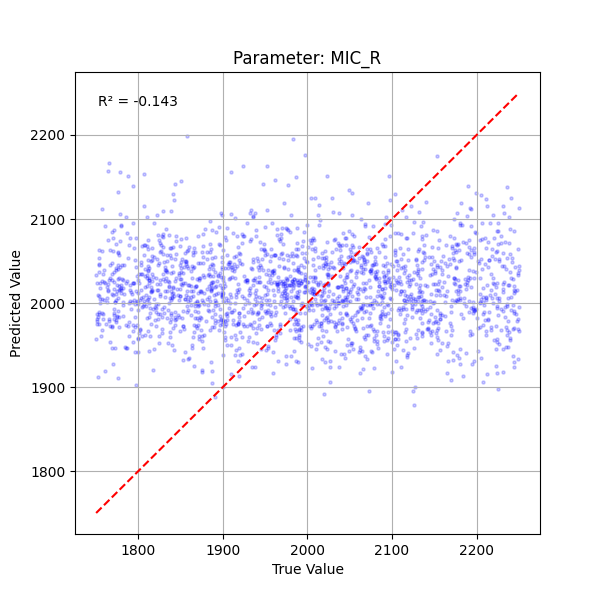 Parameter: MIC_R
R² = -0.143
Predicted Value
2200
2100
2000
1900
1800
1800 1900 2000 2100 2200
True Value